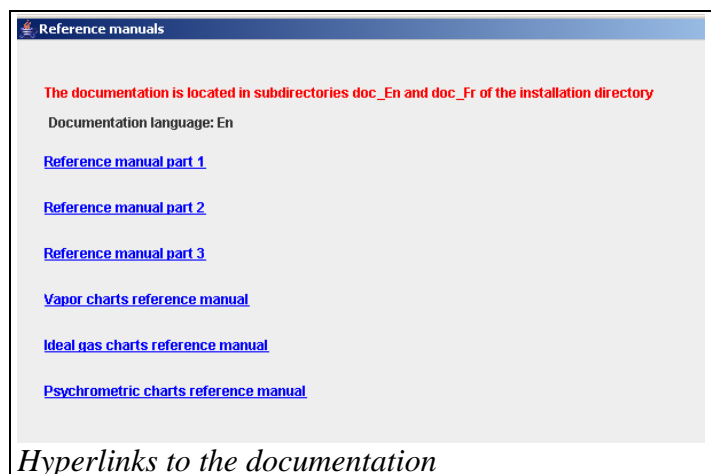 Reference manuals
The documentation is located in subdirectories doc_En and doc_Fr of the installation directory
Documentation language: En
Reference manual part 1
Reference manual part 2
Reference manual part 3
Vapor charts reference manual
Ideal gas charts reference manual
Psychrometric charts reference manual
Hyperlinks to the documentation